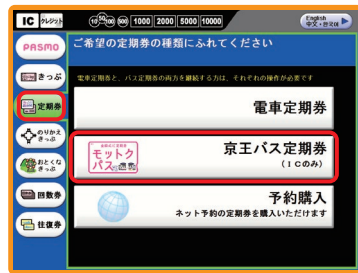 IC クレジット
10 50 100 500 1000 2000 5000 10000
English
中文・한국어
PASMO
ご希望の定期券の種類にふれてください
きっぷ
電車定期券と、バス定期券の両方を継続する方は、それぞれの操作が必要です
定期券
電車定期券
のりかえ
きっぷ
モットク
パス
京王バス定期券
(ICのみ)
おとくな
きっぷ
回数券
予約購入
ネット予約の定期券を購入いただけます
往復券